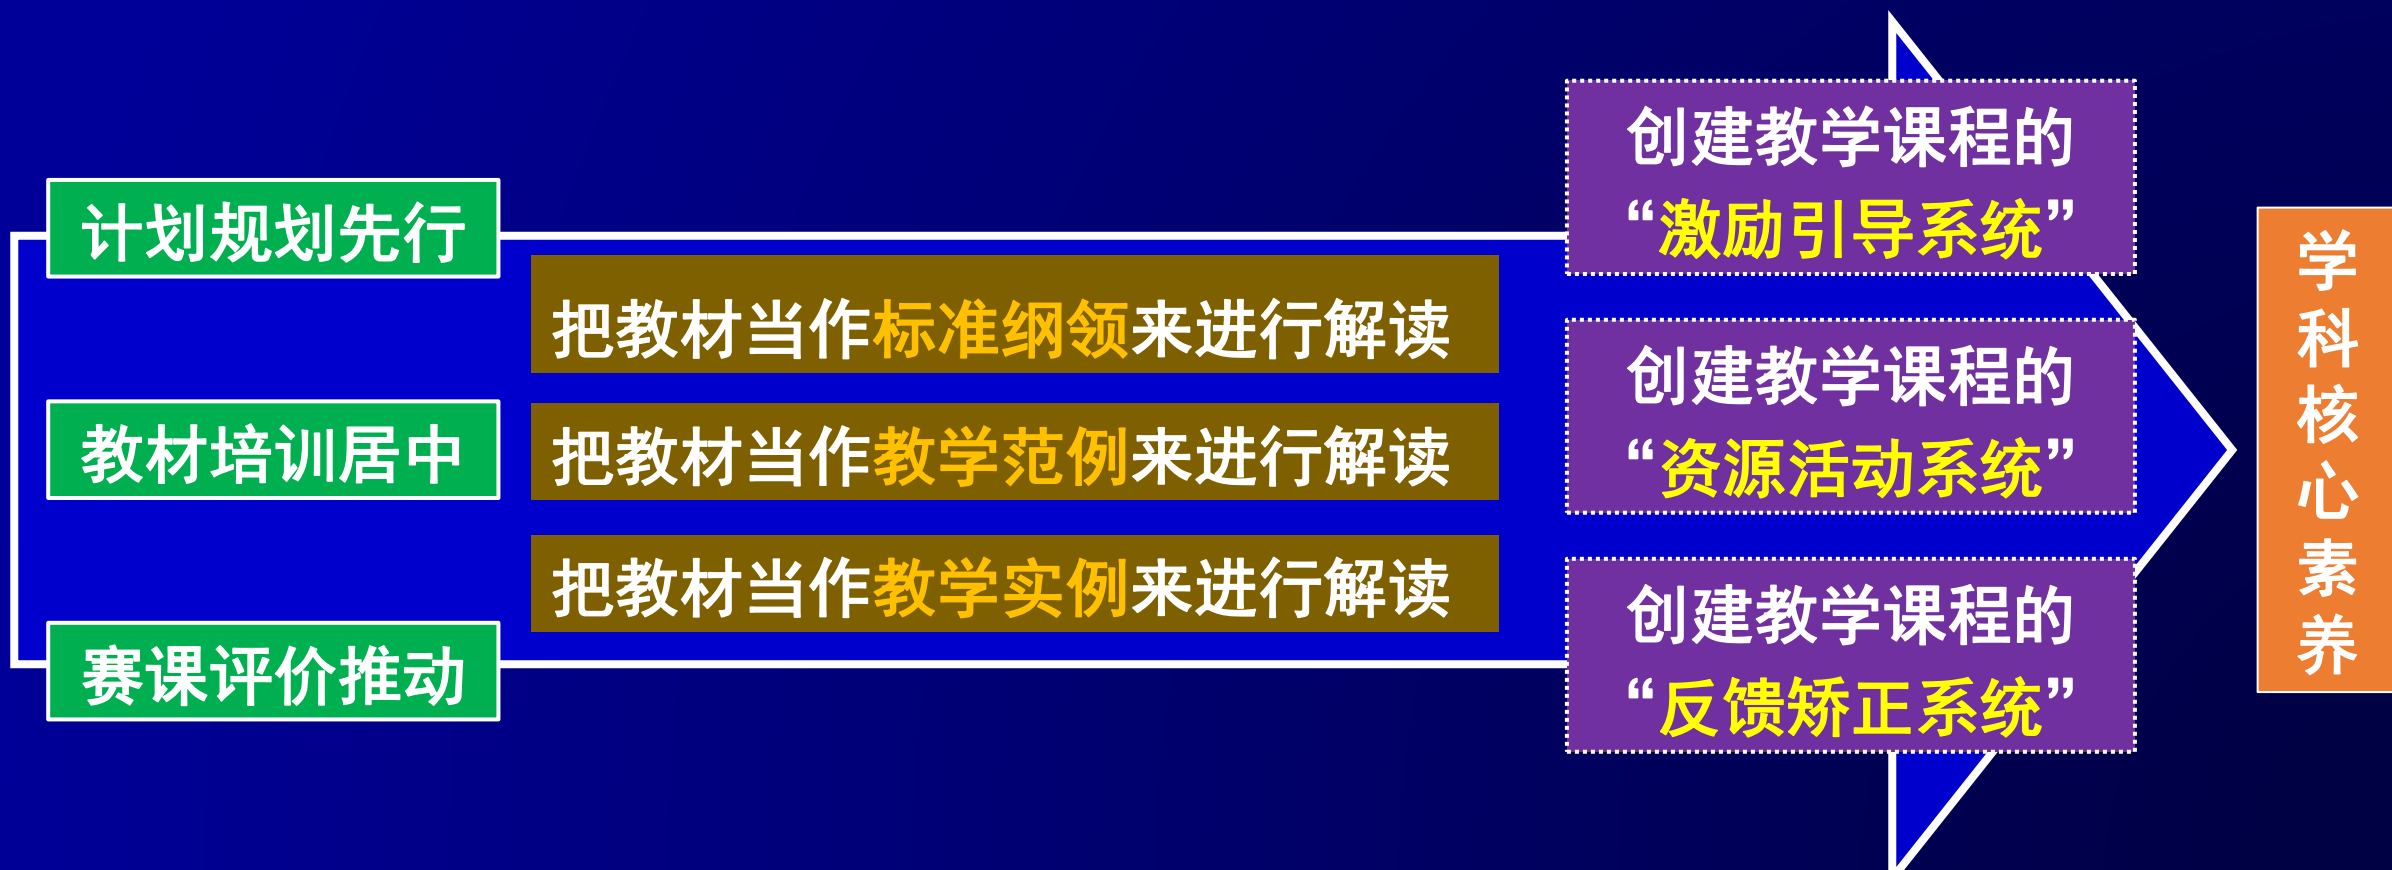 计划规划先行
教材培训居中
赛课评价推动
把教材当作标准纲领来进行解读
把教材当作教学范例来进行解读
把教材当作教学实例来进行解读
创建教学课程的
“激励引导系统”
创建教学课程的
“资源活动系统”
创建教学课程的
“反馈矫正系统”
学科核心素养